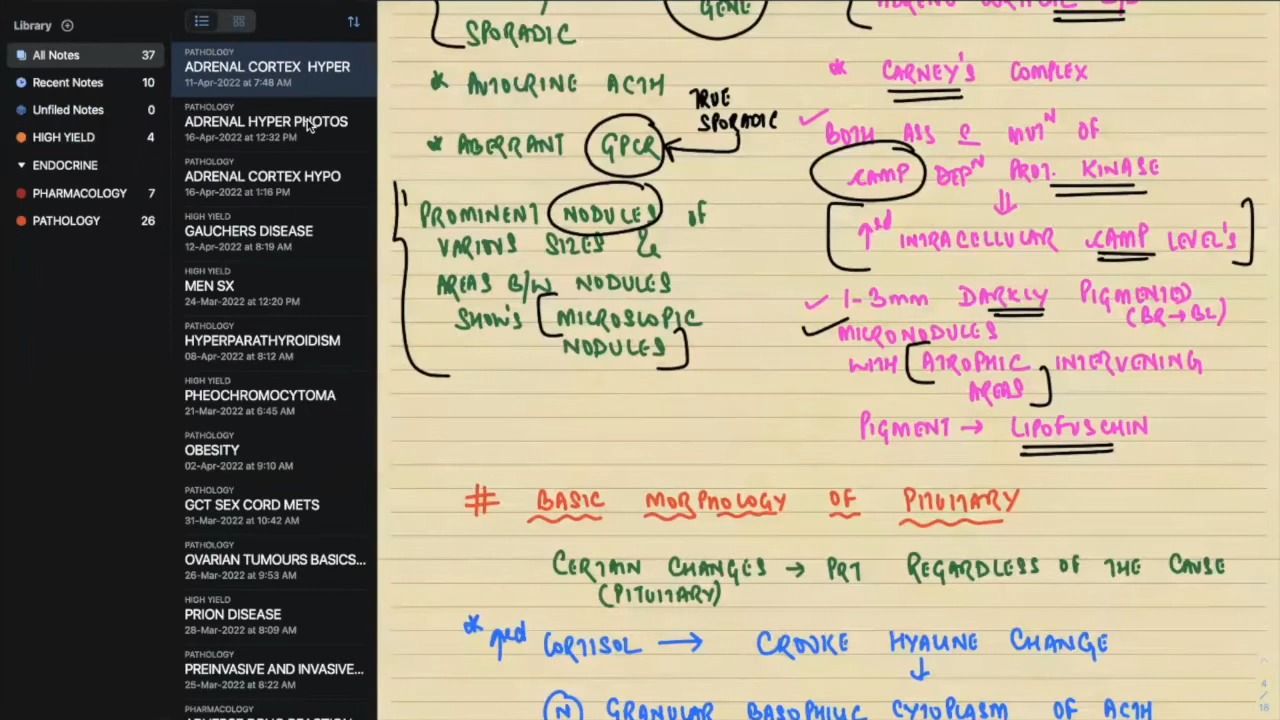 Library
All Notes 37
Recent Notes 10
Unfiled Notes 0
HIGH YIELD 4
ENDOCRINE
PHARMACOLOGY 7
PATHOLOGY 26
PATHOLOGY
ADRENAL CORTEX HYPER
11-Apr-2022 at 7:48 AM
PATHOLOGY
ADRENAL HYPER PHOTOS
16-Apr-2022 at 12:32 PM
PATHOLOGY
ADRENAL CORTEX HYPO
16-Apr-2022 at 1:16 PM
HIGH YIELD
GAUCHERS DISEASE
12-Apr-2022 at 8:19 AM
HIGH YIELD
MEN SX
24-Mar-2022 at 12:20 PM
PATHOLOGY
HYPERPARATHYROIDISM
08-Apr-2022 at 8:12 AM
HIGH YIELD
PHEOCHROMOCYTOMA
21-Mar-2022 at 6:45 AM
PATHOLOGY
OBESITY
02-Apr-2022 at 9:10 AM
PATHOLOGY
GCT SEX CORD METS
31-Mar-2022 at 10:42 AM
PATHOLOGY
OVARIAN TUMOURS BASICS...
26-Mar-2022 at 9:53 AM
HIGH YIELD
PRION DISEASE
28-Mar-2022 at 8:09 AM
PATHOLOGY
PREINVASIVE AND INVASIVE...
25-Mar-2022 at 8:22 AM
PHARMACOLOGY
GENE
SPORADIC
* AUTOCRINE ACTH
TRUE
SPORADIC
* ABERRANT GPCR
PROMINENT NODULES OF
VARIOUS SIZES &
AREAS B/W NODULES
SHOW'S [MICROSCOPIC
NODULES]
* CARNEY'S COMPLEX
✓ BOTH ASS c MUTN OF
CAMP DEPN PROT. KINASE
⇓
[↑ed INTRACELLULAR CAMP LEVEL'S]
✓ 1-3mm DARKLY PIGMENTED
(BR→BL)
✓ MICRONODULES
WITH [ATROPHIC INTERVENING
AREAS]
PIGMENT → LIPOFUSCHIN
# BASIC MORPHOLOGY OF PITUITARY
CERTAIN CHANGES → PRT REGARDLESS OF THE CAUSE
(PITUITARY)
* ↑ed CORTISOL → CROOKE HYALINE CHANGE
↓
(N) GRANULAR BASOPHILIC CYTOPLASM OF ACTH
4
/
18